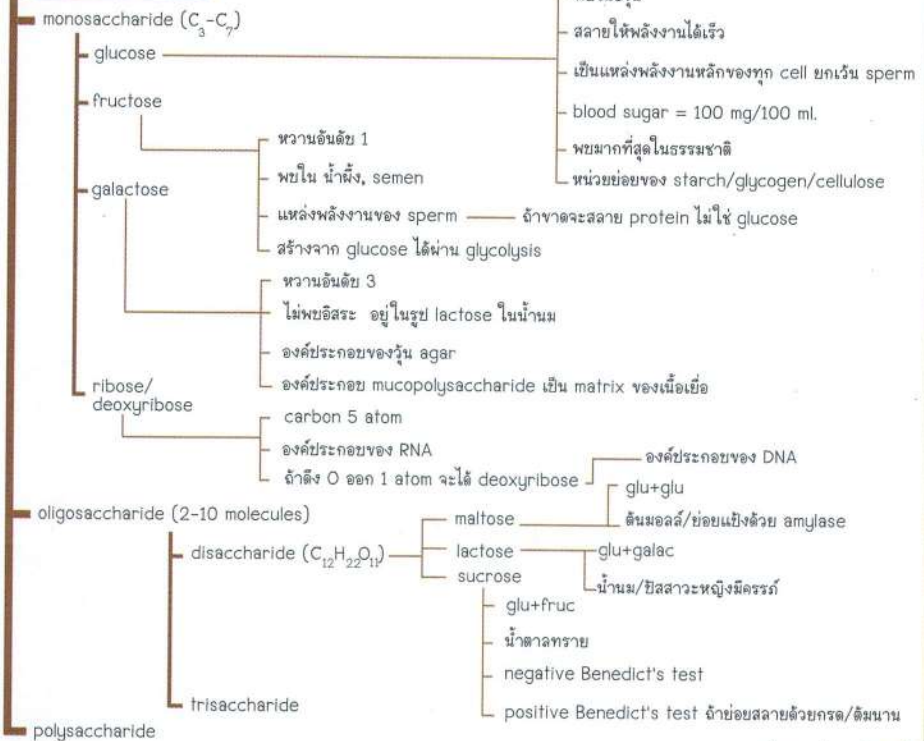 monosaccharide (C₃-C₇)
glucose
สลายให้พลังงานได้เร็ว
เป็นแหล่งพลังงานหลักของทุก cell ยกเว้น sperm
blood sugar = 100 mg/100 ml.
พบมากที่สุดในธรรมชาติ
หน่วยย่อยของ starch/glycogen/cellulose
fructose
หวานอันดับ 1
พบใน น้ำผึ้ง, semen
แหล่งพลังงานของ sperm
ถ้าขาดจะสลาย protein ไม่ใช่ glucose
สร้างจาก glucose ได้ผ่าน glycolysis
galactose
หวานอันดับ 3
ไม่พบอิสระ อยู่ในรูป lactose ในน้ำนม
องค์ประกอบของวุ้น agar
องค์ประกอบ mucopolysaccharide เป็น matrix ของเนื้อเยื่อ
ribose/
deoxyribose
carbon 5 atom
องค์ประกอบของ RNA
ถ้าดึง O ออก 1 atom จะได้ deoxyribose
องค์ประกอบของ DNA
oligosaccharide (2-10 molecules)
disaccharide (C₁₂H₂₂O₁₁)
maltose
glu+glu
ต้นมอลล์/ย่อยแป้งด้วย amylase
lactose
glu+galac
น้ำนม/ปัสสาวะหญิงมีครรภ์
sucrose
glu+fruc
น้ำตาลทราย
negative Benedict's test
positive Benedict's test ถ้าย่อยสลายด้วยกรด/ต้มนาน
trisaccharide
polysaccharide